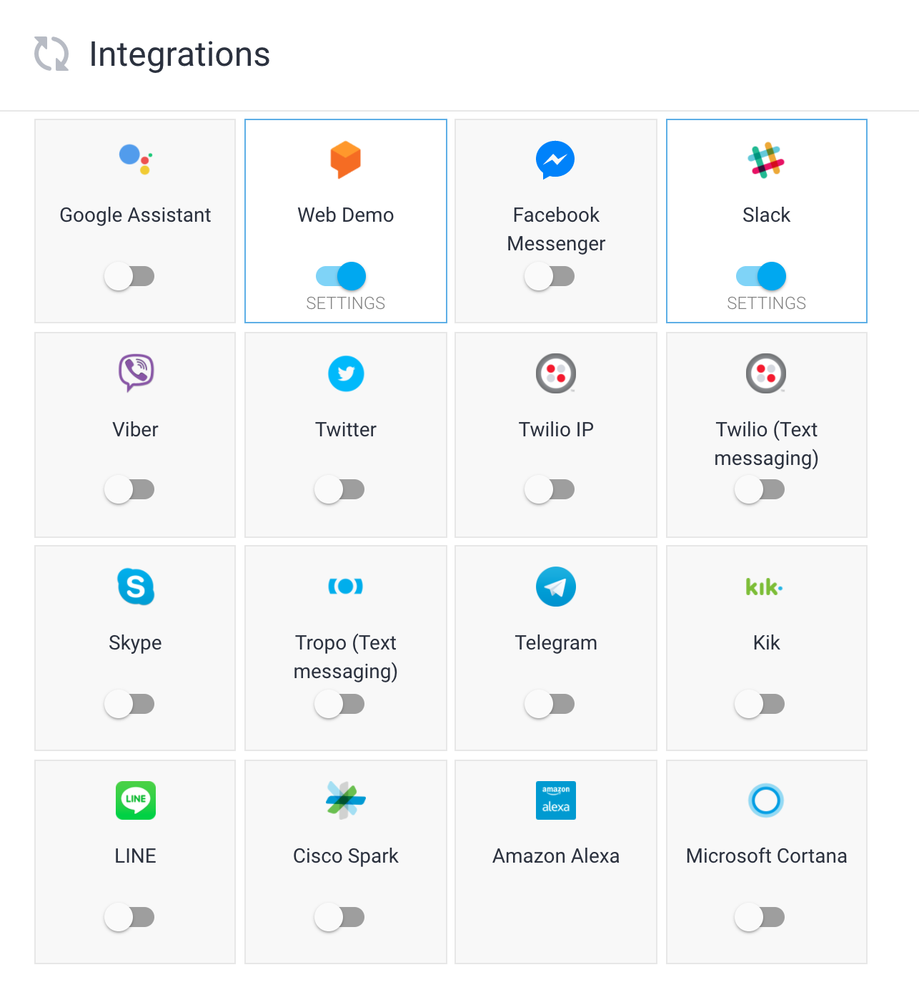 Integrations
Google Assistant
Web Demo
SETTINGS
Facebook
Messenger
Slack
SETTINGS
Viber
Twitter
Twilio IP
Twilio (Text
messaging)
S
Skype
Tropo (Text
messaging)
Telegram
kik
Kik
LINE
LINE
Cisco Spark
amazon
alexa
Amazon Alexa
Microsoft Cortana